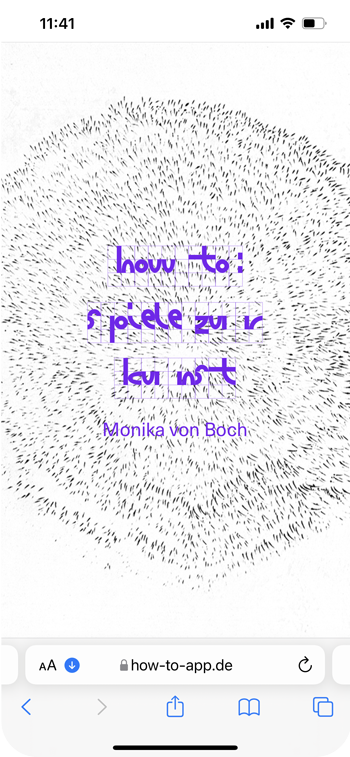 11:41
how to:
spiele zur
kunst
Monika von Boch
AA how-to-app.de